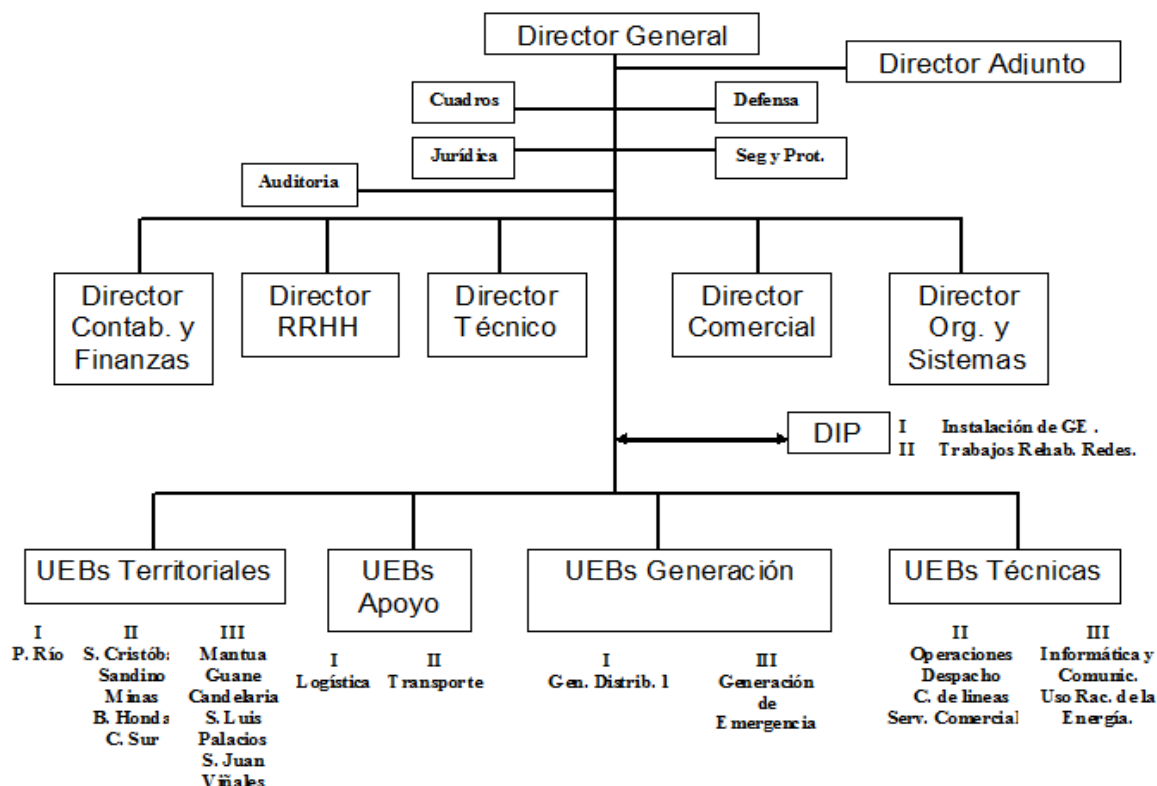 Director General
Director Adjunto
Cuadros
Defensa
Jurídica
Seg y Prot.
Auditoria
Director
Contab. y
Finanzas
Director
RRHH
Director
Técnico
Director
Comercial
Director
Org. y
Sistemas
DIP
I Instalación de GE .
II Trabajos Rehab. Redes.
UEBs Territoriales
UEBs
Apoyo
UEBs Generación
UEBs Técnicas
I
P. Río
II
S. Cristób
Sandino
Minas
B. Honda
C. Sur
III
Mantua
Guane
Candelaria
S. Luis
Palacios
S. Juan
Viñales
I
Logística
II
Transporte
I
Gen. Distrib. 1
III
Generación
de
Emergencia
II
Operaciones
Despacho
C. de lineas
Serv. Comercial
III
Informática y
Comunic.
Uso Rac. de la
Energía.